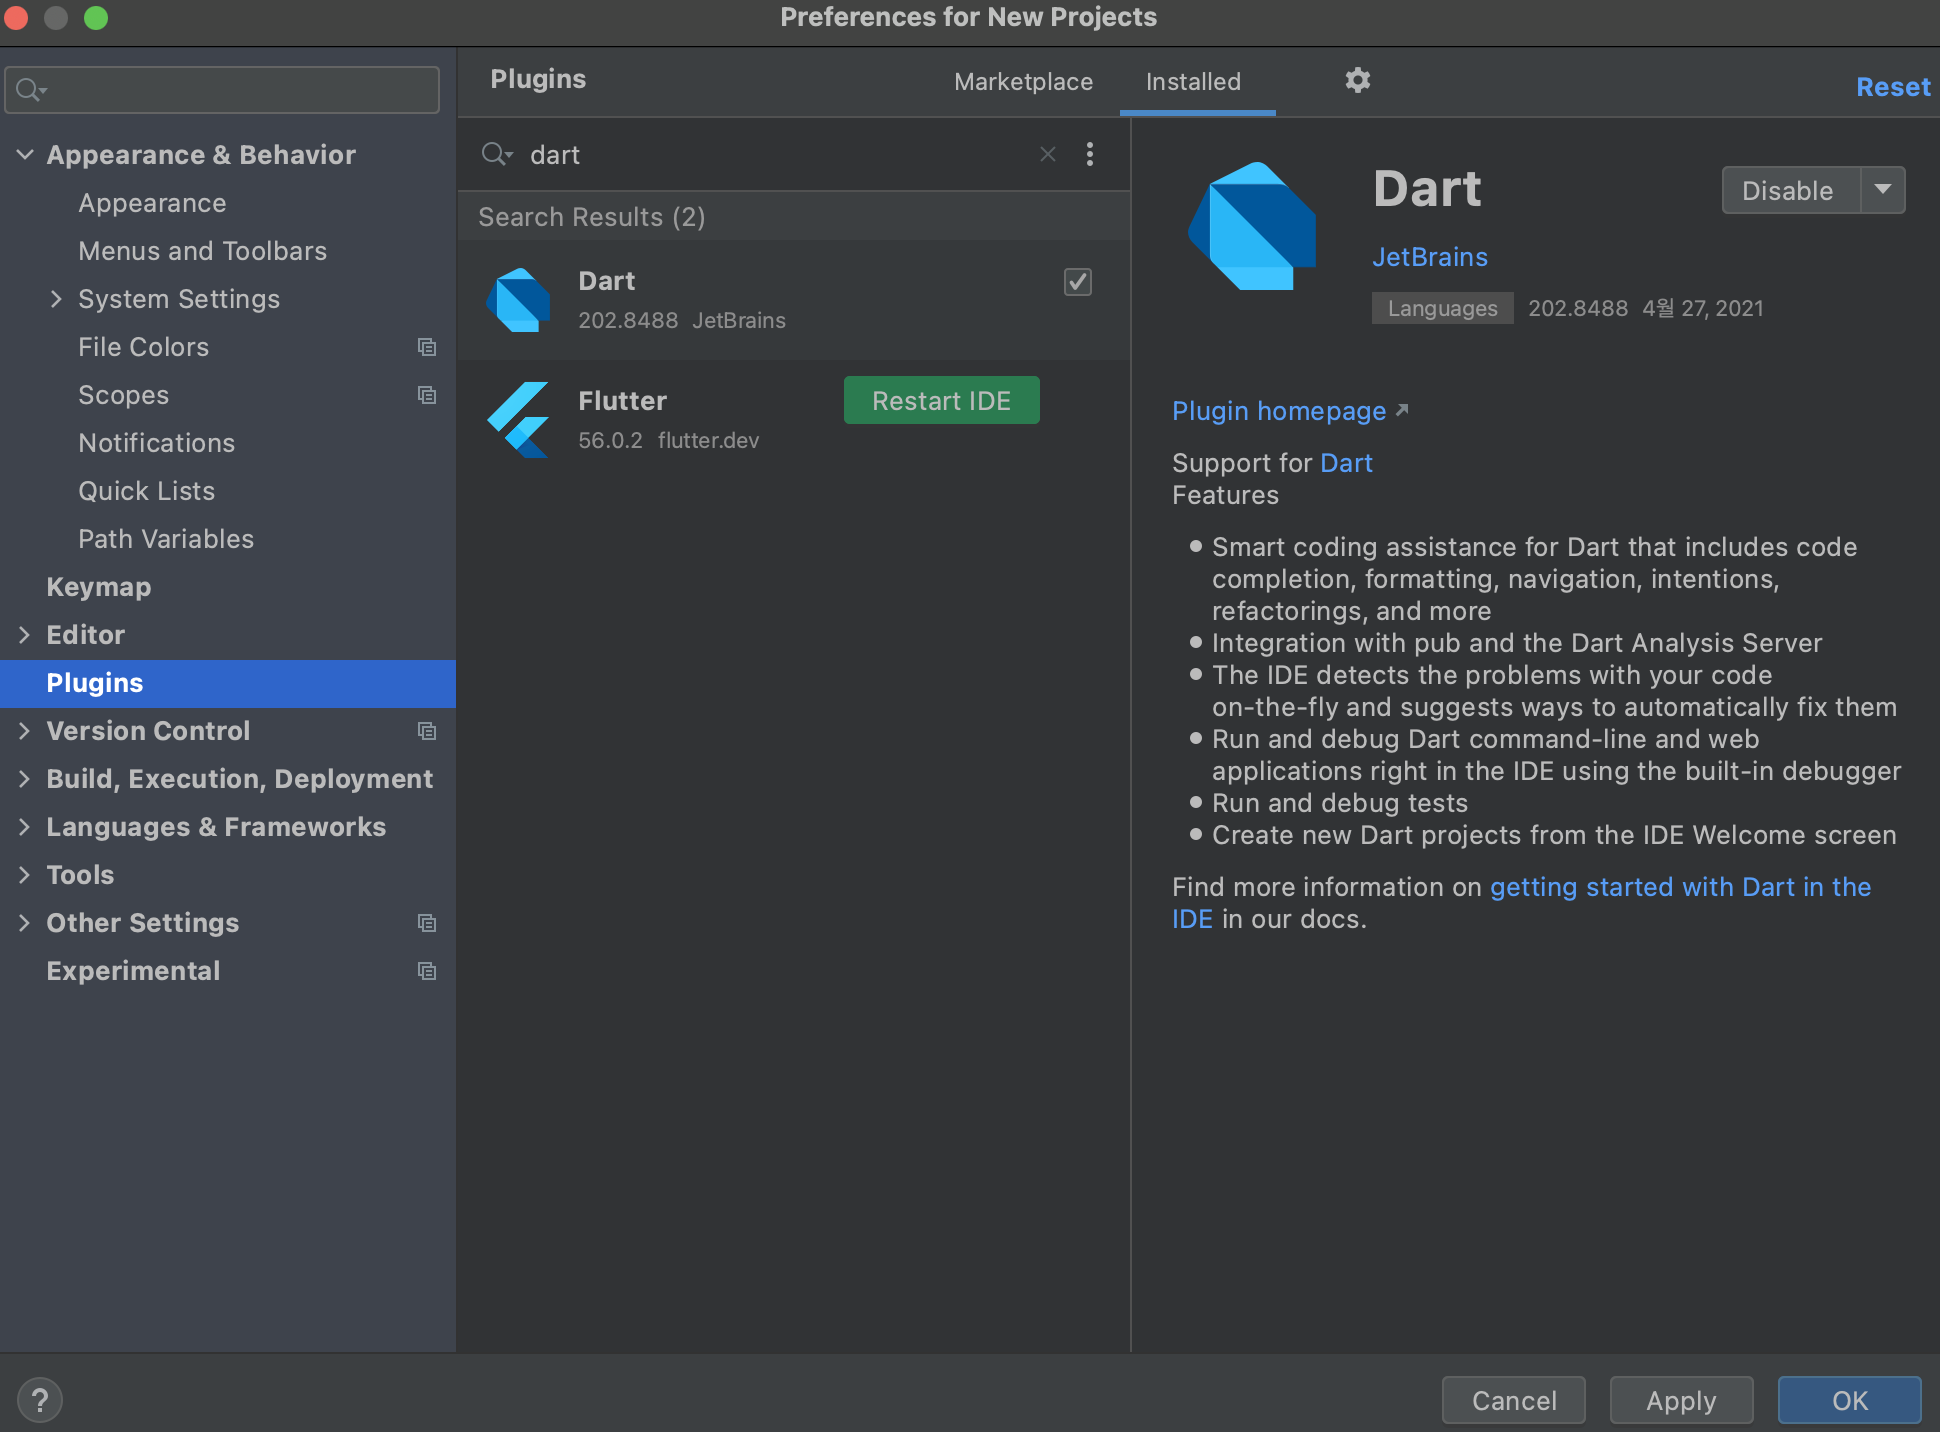 Preferences for New Projects
Appearance & Behavior
Appearance
Menus and Toolbars
System Settings
File Colors
Scopes
Notifications
Quick Lists
Path Variables
Keymap
Editor
Plugins
Version Control
Build, Execution, Deployment
Languages & Frameworks
Tools
Other Settings
Experimental
Plugins
Marketplace
Installed
Reset
dart
Search Results (2)
Dart
202.8488 JetBrains
Flutter
56.0.2 flutter.dev
Restart IDE
Dart
Disable
JetBrains
Languages 202.8488 4월 27, 2021
Plugin homepage
Support for Dart
Features
Smart coding assistance for Dart that includes code
completion, formatting, navigation, intentions,
refactorings, and more
Integration with pub and the Dart Analysis Server
The IDE detects the problems with your code
on-the-fly and suggests ways to automatically fix them
Run and debug Dart command-line and web
applications right in the IDE using the built-in debugger
Run and debug tests
Create new Dart projects from the IDE Welcome screen
Find more information on getting started with Dart in the
IDE in our docs.
?
Cancel
Apply
OK